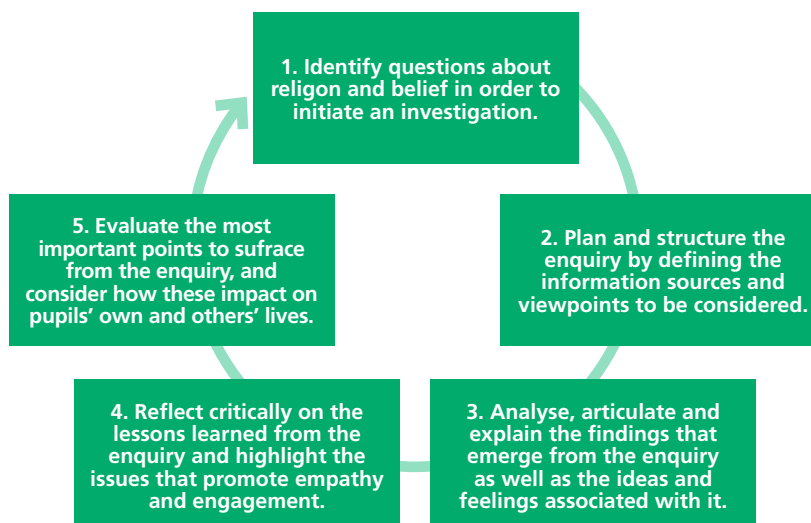 1. Identify questions about
religon and belief in order to
initiate an investigation.
2. Plan and structure the
enquiry by defining the
information sources and
viewpoints to be considered.
3. Analyse, articulate and
explain the findings that
emerge from the enquiry
as well as the ideas and
feelings associated with it.
4. Reflect critically on the
lessons learned from the
enquiry and highlight the
issues that promote empathy
and engagement.
5. Evaluate the most
important points to sufrace
from the enquiry, and
consider how these impact on
pupils’ own and others’ lives.